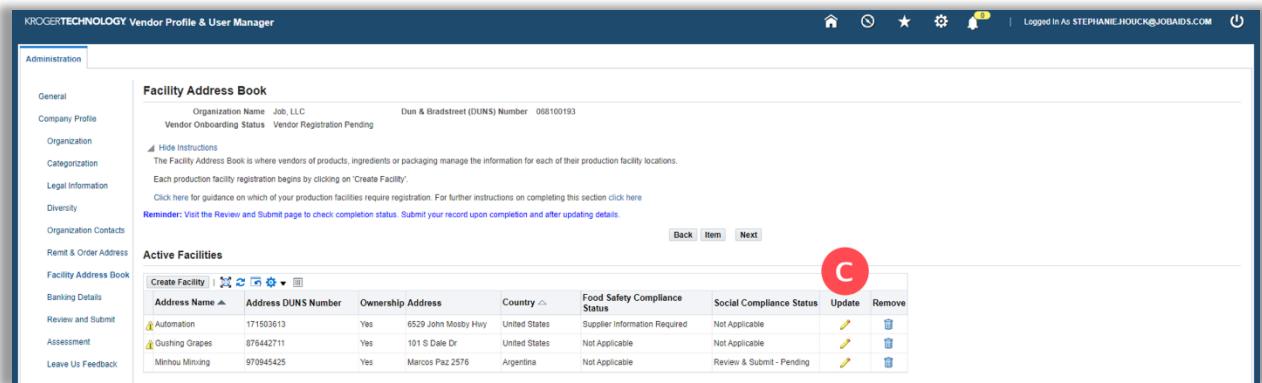 KROGERTECHNOLOGY Vendor Profile & User Manager
0
Logged In As STEPHANIE.HOUCK@JOBAIDS.COM
Administration
General
Company Profile
Organization
Categorization
Legal Information
Diversity
Organization Contacts
Remit & Order Address
Facility Address Book
Banking Details
Review and Submit
Assessment
Leave Us Feedback
Facility Address Book
Organization Name Job, LLC Dun & Bradstreet (DUNS) Number 068100193
Vendor Onboarding Status Vendor Registration Pending
Hide Instructions
The Facility Address Book is where vendors of products, ingredients or packaging manage the information for each of their production facility locations.
Each production facility registration begins by clicking on 'Create Facility'.
Click here for guidance on which of your production facilities require registration. For further instructions on completing this section click here
Reminder: Visit the Review and Submit page to check completion status. Submit your record upon completion and after updating details.
Back Item Next
Active Facilities
C
Create Facility
Address Name Address DUNS Number Ownership Address Country Food Safety Compliance Status Social Compliance Status Update Remove
Automation 171503613 Yes 6529 John Mosby Hwy United States Supplier Information Required Not Applicable
Gushing Grapes 876442711 Yes 101 S Dale Dr United States Not Applicable Not Applicable
Minhou Minxing 970945425 Yes Marcos Paz 2576 Argentina Not Applicable Review & Submit - Pending